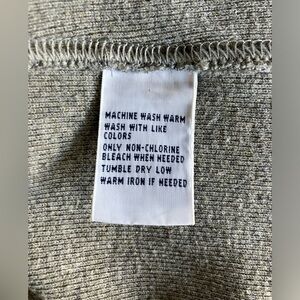 MACHINE WASH WARM
WASH WITH LIKE
COLORS
ONLY NON-CHLORINE
BLEACH WHEN NEEDED
TUMBLE DRY LOW
WARM IRON IF NEEDED